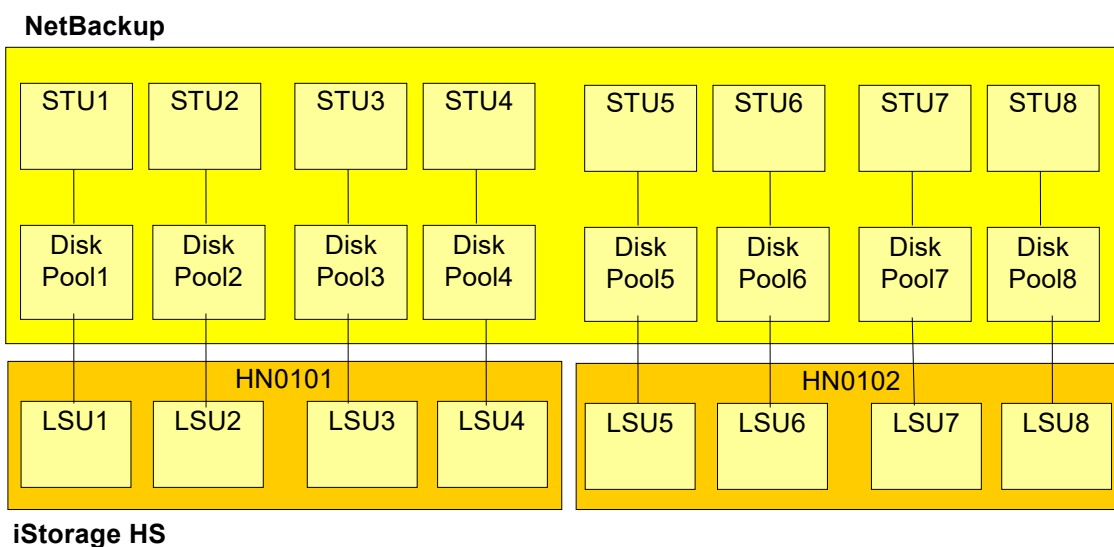 NetBackup
STU1 STU2 STU3 STU4 STU5 STU6 STU7 STU8
Disk Disk Disk Disk Disk Disk Disk Disk
Pool1 Pool2 Pool3 Pool4 Pool5 Pool6 Pool7 Pool8
HN0101 HN0102
LSU1 LSU2 LSU3 LSU4 LSU5 LSU6 LSU7 LSU8
iStorage HS